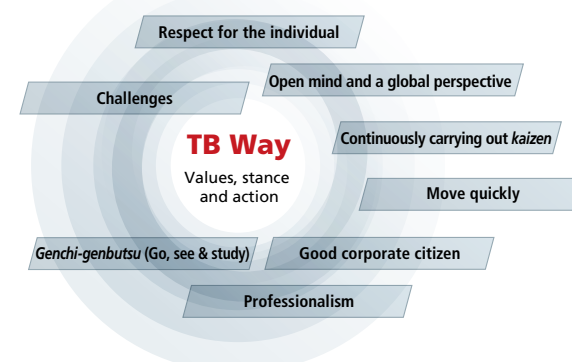 Respect for the individual
Open mind and a global perspective
Challenges
TB Way
Values, stance
and action
Continuously carrying out kaizen
Move quickly
Genchi-genbutsu (Go, see & study)
Good corporate citizen
Professionalism